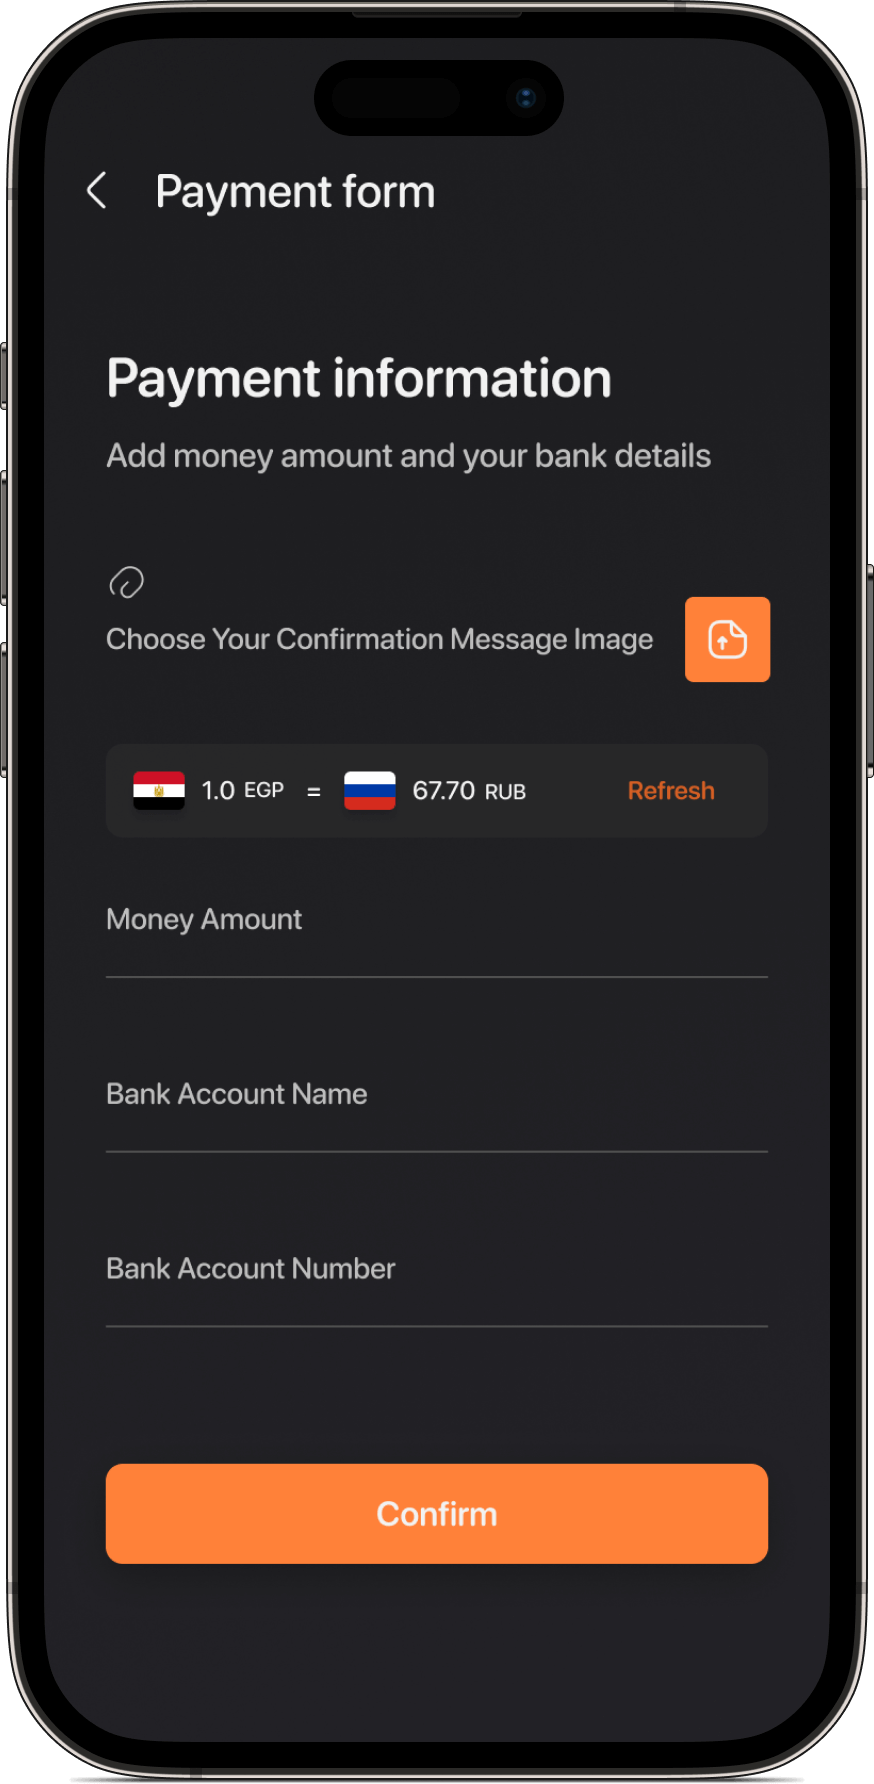 Payment form
Payment information
Add money amount and your bank details
Choose Your Confirmation Message Image
1.0 EGP = 67.70 RUB Refresh
Money Amount
Bank Account Name
Bank Account Number
Confirm